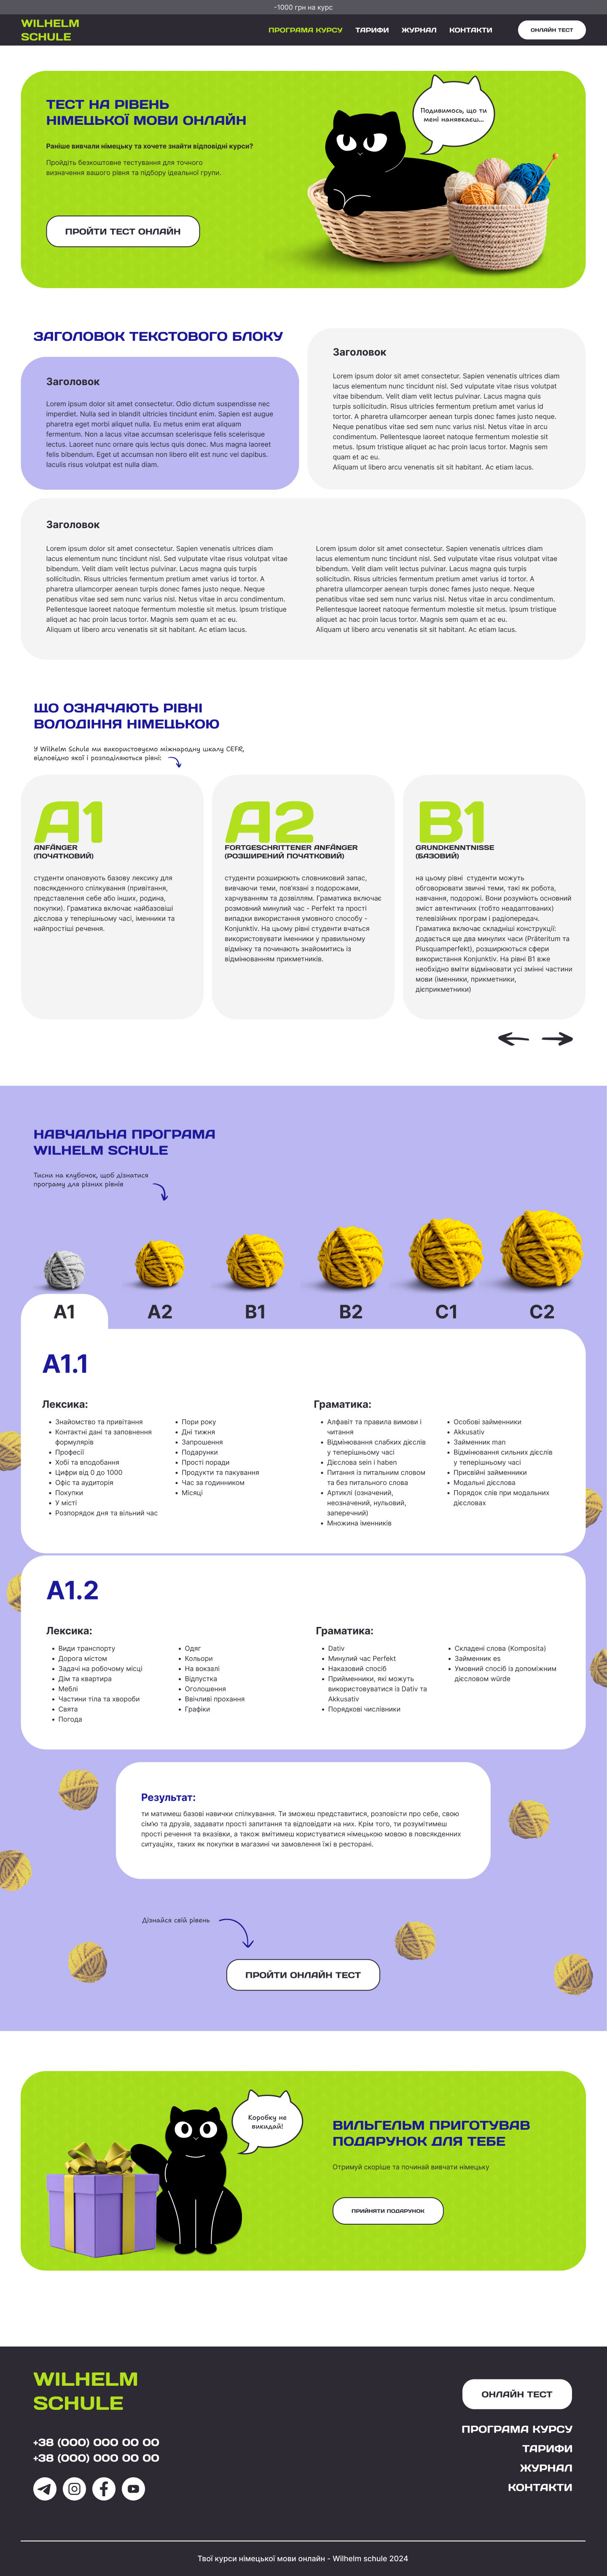 -1000 грн на курс
WILHELM
SCHULE
ПРОГРАМА КУРСУ ТАРИФИ ЖУРНАЛ КОНТАКТИ
ОНЛАЙН ТЕСТ
ТЕСТ НА РІВЕНЬ
НІМЕЦЬКОЇ МОВИ ОНЛАЙН
Раніше вивчали німецьку та хочете знайти відповідні курси?
Пройдіть безкоштовне тестування для точного
визначення вашого рівня та підбору ідеальної групи.
ПРОЙТИ ТЕСТ ОНЛАЙН
Подивимось, що ти
мені нанявкаєш...
ЗАГОЛОВОК ТЕКСТОВОГО БЛОКУ
Заголовок
Lorem ipsum dolor sit amet consectetur. Odio dictum suspendisse nec
imperdiet. Nulla sed in blandit ultricies tincidunt enim. Sapien est augue
pharetra eget morbi aliquet nulla. Eu metus enim erat aliquam
fermentum. Non a lacus vitae accumsan scelerisque felis scelerisque
lectus. Laoreet nunc ornare quis lectus quis donec. Mus magna laoreet
felis bibendum. Eget ut accumsan non libero elit est nunc vel dapibus.
Iaculis risus volutpat est nulla diam.
Заголовок
Lorem ipsum dolor sit amet consectetur. Sapien venenatis ultrices diam
lacus elementum nunc tincidunt nisl. Sed vulputate vitae risus volutpat
vitae bibendum. Velit diam velit lectus pulvinar. Lacus magna quis
turpis sollicitudin. Risus ultricies fermentum pretium amet varius id
tortor. A pharetra ullamcorper aenean turpis donec fames justo neque.
Neque penatibus vitae sed sem nunc varius nisl. Netus vitae in arcu
condimentum. Pellentesque laoreet natoque fermentum molestie sit
metus. Ipsum tristique aliquet ac hac proin lacus tortor. Magnis sem
quam et ac eu.
Aliquam ut libero arcu venenatis sit sit habitant. Ac etiam lacus.
Заголовок
Lorem ipsum dolor sit amet consectetur. Sapien venenatis ultrices diam
lacus elementum nunc tincidunt nisl. Sed vulputate vitae risus volutpat vitae
bibendum. Velit diam velit lectus pulvinar. Lacus magna quis turpis
sollicitudin. Risus ultricies fermentum pretium amet varius id tortor. A
pharetra ullamcorper aenean turpis donec fames justo neque. Neque
penatibus vitae sed sem nunc varius nisl. Netus vitae in arcu condimentum.
Pellentesque laoreet natoque fermentum molestie sit metus. Ipsum tristique
aliquet ac hac proin lacus tortor. Magnis sem quam et ac eu.
Aliquam ut libero arcu venenatis sit sit habitant. Ac etiam lacus.
Lorem ipsum dolor sit amet consectetur. Sapien venenatis ultrices diam
lacus elementum nunc tincidunt nisl. Sed vulputate vitae risus volutpat vitae
bibendum. Velit diam velit lectus pulvinar. Lacus magna quis turpis
sollicitudin. Risus ultricies fermentum pretium amet varius id tortor. A
pharetra ullamcorper aenean turpis donec fames justo neque. Neque
penatibus vitae sed sem nunc varius nisl. Netus vitae in arcu condimentum.
Pellentesque laoreet natoque fermentum molestie sit metus. Ipsum tristique
aliquet ac hac proin lacus tortor. Magnis sem quam et ac eu.
Aliquam ut libero arcu venenatis sit sit habitant. Ac etiam lacus.
ЩО ОЗНАЧАЮТЬ РІВНІ
ВОЛОДІННЯ НІМЕЦЬКОЮ
У Wilhelm Schule ми використовуємо міжнародну шкалу CEFR,
відповідно якої і розподіляються рівні:
A1
ANFÄNGER
(ПОЧАТКОВИЙ)
студенти опановують базову лексику для
повсякденного спілкування (привітання,
представлення себе або інших, родина,
покупки). Граматика включає найбазовіші
дієслова у теперішньому часі, іменники та
найпростіші речення.
A2
FORTGESCHRITTENER ANFÄNGER
(РОЗШИРЕНИЙ ПОЧАТКОВИЙ)
студенти розширюють словниковий запас,
вивчаючи теми, пов'язані з подорожами,
харчуванням та дозвіллям. Граматика включає
розмовний минулий час - Perfekt та прості
випадки використання умовного способу -
Konjunktiv. На цьому рівні студенти вчаться
використовувати іменники у правильному
відмінку та починають знайомитись із
відмінюванням прикметників.
B1
GRUNDKENNTNISSE
(БАЗОВИЙ)
на цьому рівні студенти можуть
обговорювати звичні теми, такі як робота,
навчання, подорожі. Вони розуміють основний
зміст автентичних (тобто неадаптованих)
телевізійних програм і радіопередач.
Граматика включає складніші конструкції:
додається ще два минулих часи (Präteritum та
Plusquamperfekt), розширюються сфери
використання Konjunktiv. На рівні B1 вже
необхідно вміти відмінювати усі змінні частини
мови (іменники, прикметники,
дієприкметники)
НАВЧАЛЬНА ПРОГРАМА
WILHELM SCHULE
Тисни на клубочок, щоб дізнатися
програму для різних рівнів
A1 A2 B1 B2 C1 C2
A1.1
Лексика:
Знайомство та привітання
Контактні дані та заповнення
формулярів
Професії
Хобі та вподобання
Цифри від 0 до 1000
Офіс та аудиторія
Покупки
У місті
Розпорядок дня та вільний час
Пори року
Дні тижня
Запрошення
Подарунки
Прості поради
Продукти та пакування
Час за годинником
Місяці
Граматика:
Алфавіт та правила вимови і
читання
Відмінювання слабких дієслів
у теперішньому часі
Дієслова sein i haben
Питання із питальним словом
та без питального слова
Артиклі (означений,
неозначений, нульовий,
заперечний)
Множина іменників
Особові займенники
Akkusativ
Займенник man
Відмінювання сильних дієслів
у теперішньому часі
Присвійні займенники
Модальні дієслова
Порядок слів при модальних
дієсловах
A1.2
Лексика:
Види транспорту
Дорога містом
Задачі на робочому місці
Дім та квартира
Меблі
Частини тіла та хвороби
Свята
Погода
Одяг
Кольори
На вокзалі
Відпустка
Оголошення
Ввічливі прохання
Графіки
Граматика:
Dativ
Минулий час Perfekt
Наказовий спосіб
Прийменники, які можуть
використовуватися із Dativ та
Akkusativ
Порядкові числівники
Складені слова (Komposita)
Займенник es
Умовний спосіб із допоміжним
дієсловом würde
Результат:
ти матимеш базові навички спілкування. Ти зможеш представитися, розповісти про себе, свою
сім'ю та друзів, задавати прості запитання та відповідати на них. Крім того, ти розумітимеш
прості речення та вказівки, а також вмітимеш користуватися німецькою мовою в повсякденних
ситуаціях, таких як покупки в магазині чи замовлення їжі в ресторані.
Дізнайся свій рівень
ПРОЙТИ ОНЛАЙН ТЕСТ
Коробку не
викидай!
ВИЛЬГЕЛЬМ ПРИГОТУВАВ
ПОДАРУНОК ДЛЯ ТЕБЕ
Отримуй скоріше та починай вивчати німецьку
ПРИЙНЯТИ ПОДАРУНОК
WILHELM
SCHULE
+38 (000) 000 00 00
+38 (000) 000 00 00
ОНЛАЙН ТЕСТ
ПРОГРАМА КУРСУ
ТАРИФИ
ЖУРНАЛ
КОНТАКТИ
Твої курси німецької мови онлайн - Wilhelm schule 2024